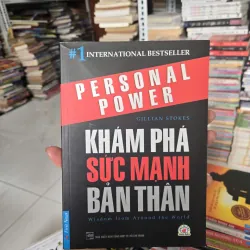 #1 INTERNATIONAL BESTSELLER
PERSONAL
POWER
GILLIAN STOKES
KHÁM PHÁ
SỨC MẠNH
BẢN THÂN
Wisdom from Around the World